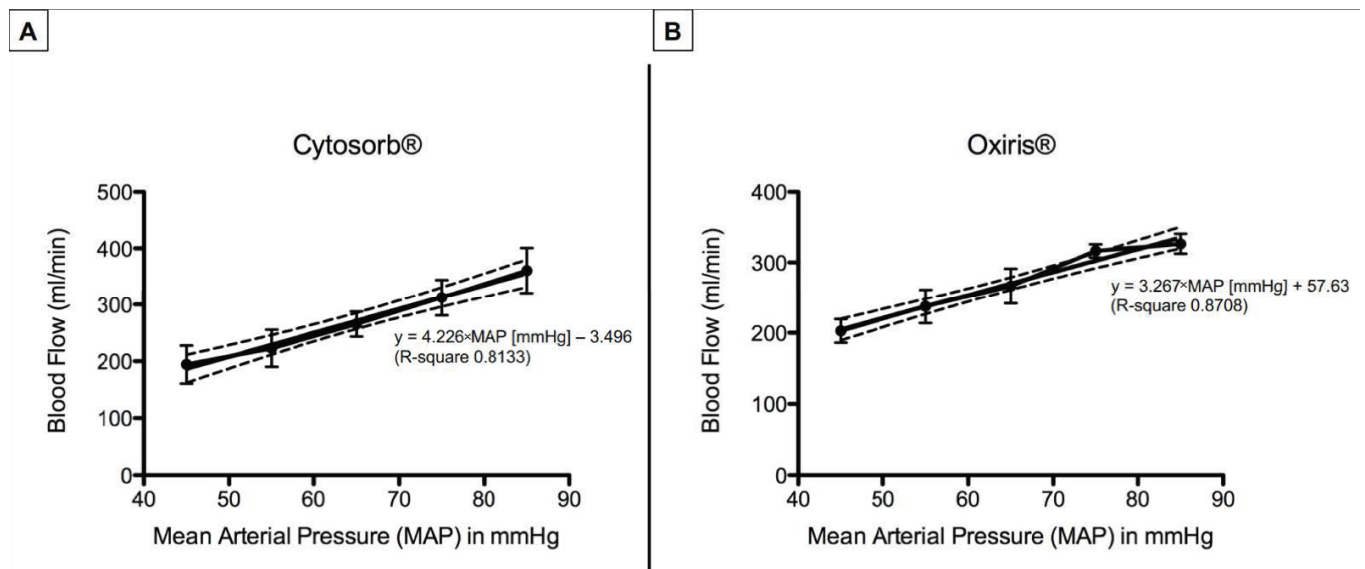 A
Cytosorb®
Blood Flow (ml/min)
500
400
300
200
100
0
y = 4.226×MAP [mmHg] – 3.496
(R-square 0.8133)
40 50 60 70 80 90
Mean Arterial Pressure (MAP) in mmHg
B
Oxiris®
Blood Flow (ml/min)
400
300
200
100
0
y = 3.267×MAP [mmHg] + 57.63
(R-square 0.8708)
40 50 60 70 80 90
Mean Arterial Pressure (MAP) in mmHg